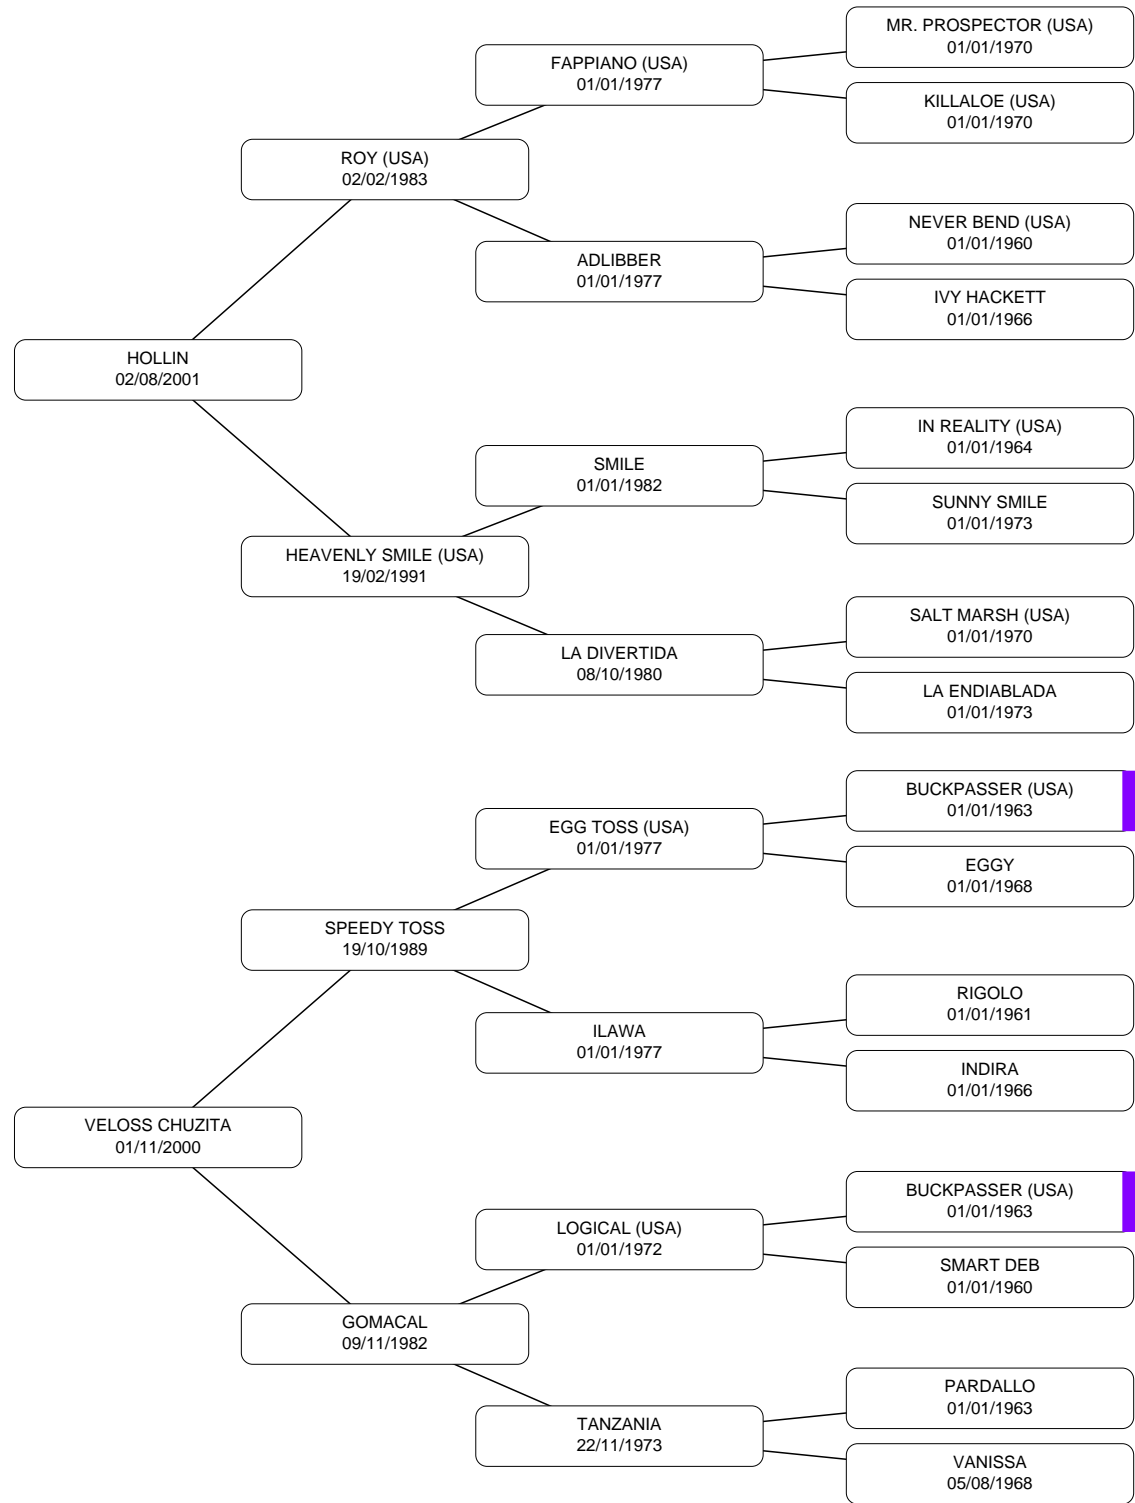 MR. PROSPECTOR (USA)
01/01/1970
FAPPIANO (USA)
01/01/1977
KILLALOE (USA)
01/01/1970
ROY (USA)
02/02/1983
NEVER BEND (USA)
01/01/1960
ADLIBBER
01/01/1977
IVY HACKETT
01/01/1966
HOLLIN
02/08/2001
IN REALITY (USA)
01/01/1964
SMILE
01/01/1982
SUNNY SMILE
01/01/1973
HEAVENLY SMILE (USA)
19/02/1991
SALT MARSH (USA)
01/01/1970
LA DIVERTIDA
08/10/1980
LA ENDIABLADA
01/01/1973
BUCKPASSER (USA)
01/01/1963
EGG TOSS (USA)
01/01/1977
EGGY
01/01/1968
SPEEDY TOSS
19/10/1989
RIGOLO
01/01/1961
ILAWA
01/01/1977
INDIRA
01/01/1966
VELOSS CHUZITA
01/11/2000
BUCKPASSER (USA)
01/01/1963
LOGICAL (USA)
01/01/1972
SMART DEB
01/01/1960
GOMACAL
09/11/1982
PARDALLO
01/01/1963
TANZANIA
22/11/1973
VANISSA
05/08/1968